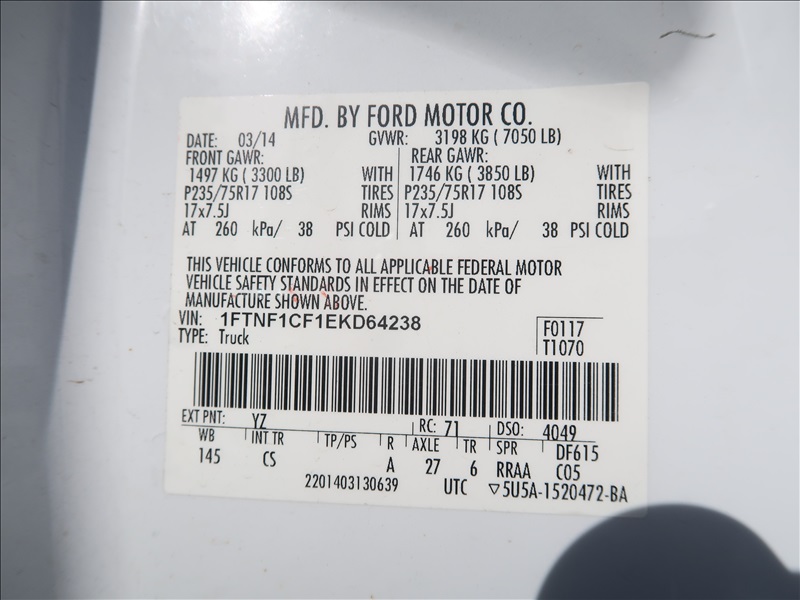 MFD. BY FORD MOTOR CO.
DATE: 03/14 GVWR: 3198 KG ( 7050 LB)
FRONT GAWR: REAR GAWR:
1497 KG ( 3300 LB) WITH 1746 KG ( 3850 LB) WITH
P235/75R17 108S TIRES P235/75R17 108S TIRES
17x7.5J RIMS 17x7.5J RIMS
AT 260 kPa/ 38 PSI COLD AT 260 kPa/ 38 PSI COLD
THIS VEHICLE CONFORMS TO ALL APPLICABLE FEDERAL MOTOR
VEHICLE SAFETY STANDARDS IN EFFECT ON THE DATE OF
MANUFACTURE SHOWN ABOVE.
VIN: 1FTNF1CF1EKD64238 F0117
TYPE: Truck T1070
EXT PNT: YZ RC: 71 DSO: 4049
WB INT TR TP/PS R AXLE TR SPR DF615
145 CS A 27 6 RRAA C05
2201403130639 UTC ▽5U5A-1520472-BA